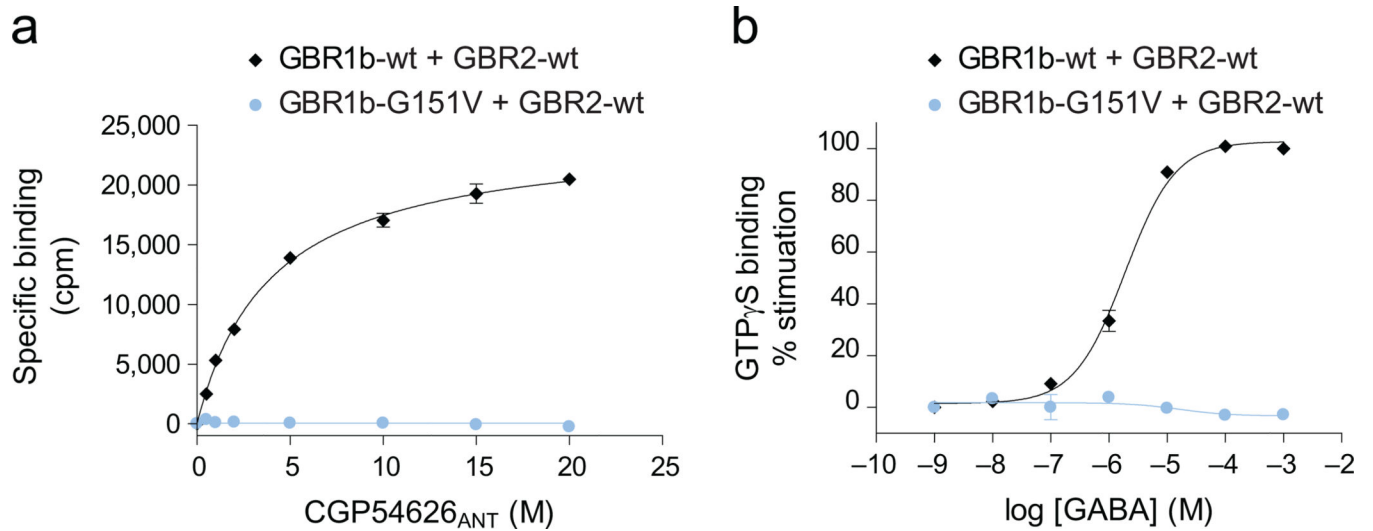 a
GBR1b-wt + GBR2-wt
GBR1b-G151V + GBR2-wt
25,000
20,000
15,000
10,000
5,000
0
Specific binding
(cpm)
0 5 10 15 20 25
CGP54626ANT (M)
b
GBR1b-wt + GBR2-wt
GBR1b-G151V + GBR2-wt
100
80
60
40
20
0
GTPγS binding
% stimuation
–10 –9 –8 –7 –6 –5 –4 –3 –2
log [GABA] (M)